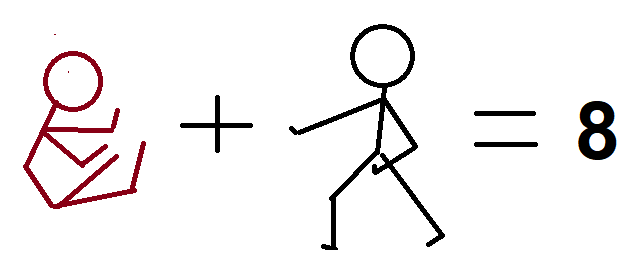 + = 8